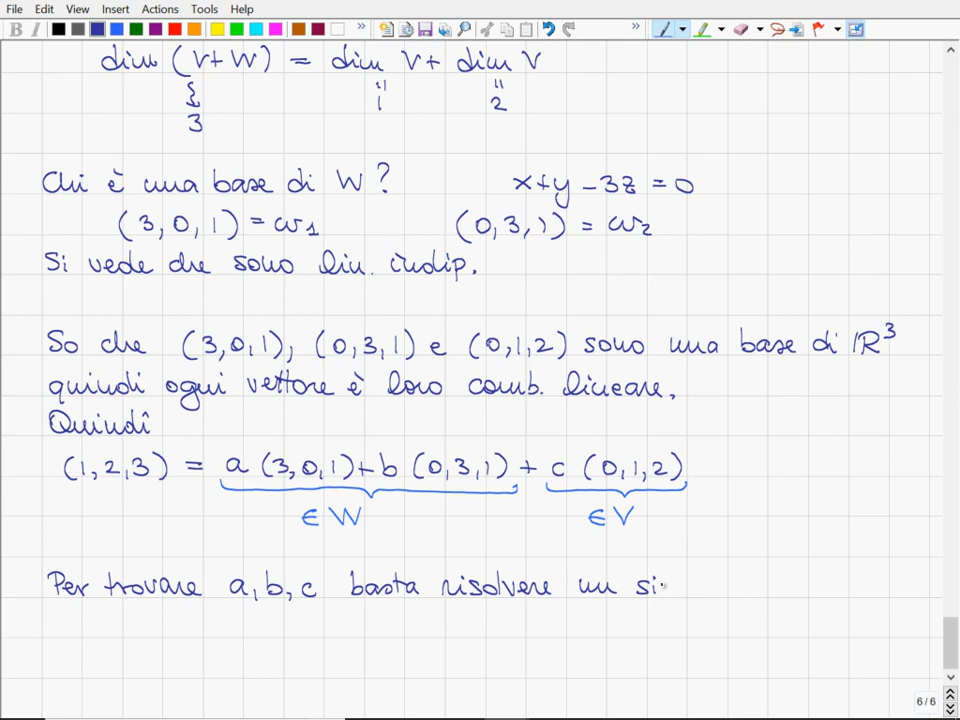 File Edit View Insert Actions Tools Help
B I
dim (V+W) = dim V + dim V
3 1 2
Chi è una base di W? x+y-3z=0
(3,0,1) = w1 (0,3,1) = w2
Si vede che sono lin. indip.
So che (3,0,1), (0,3,1) e (0,1,2) sono una base di R^3
quindi ogni vettore è loro comb. lineare.
Quindi
(1,2,3) = a (3,0,1) + b (0,3,1) + c (0,1,2)
∈ W ∈ V
Per trovare a, b, c basta risolvere un si
6 / 6